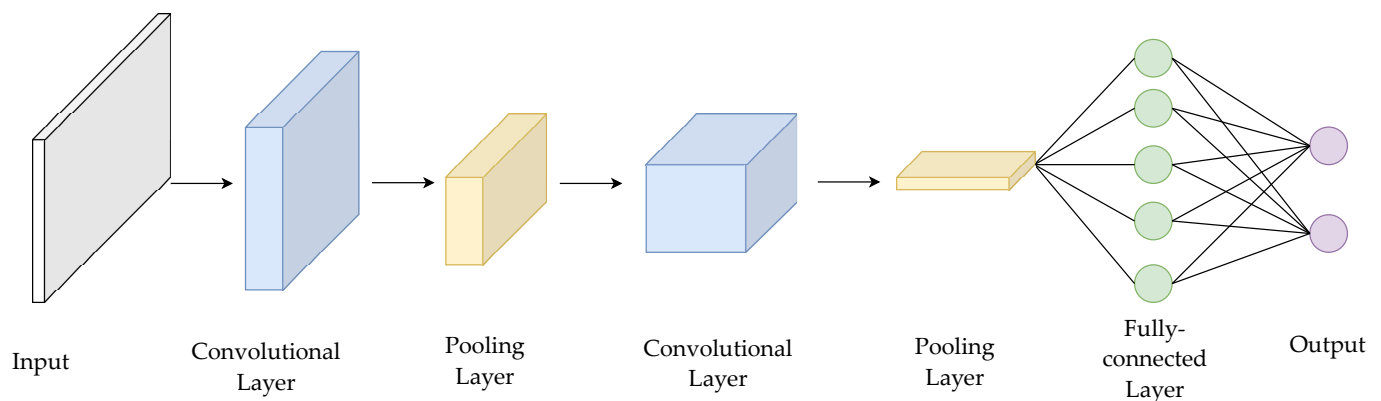 Input
Convolutional
Layer
Pooling
Layer
Convolutional
Layer
Pooling
Layer
Fully-
connected
Layer
Output